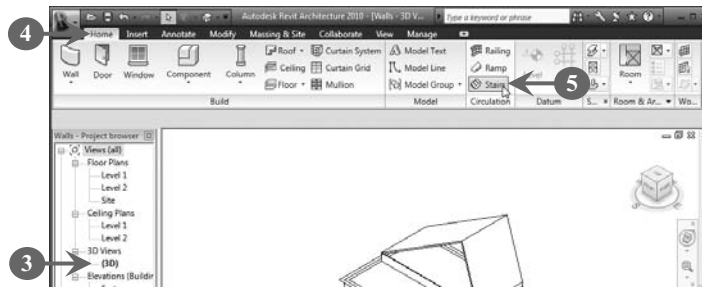 Autodesk Revit Architecture 2010 - [Walls - 3D V... Type a keyword or phrase
4 Home Insert Annotate Modify Massing & Site Collaborate View Manage
Wall Door Window Component Column Roof Curtain System Model Text Railing Room
Ceiling Curtain Grid Model Line Ramp
Floor Mullion Model Group Stairs 5
Build Model Circulation Datum S... Room & Ar... Wo...
Walls - Project browser
Views (all)
Floor Plans
Level 1
Level 2
Site
Ceiling Plans
Level 1
Level 2
3D Views
3 (3D)
Elevations (Buildin